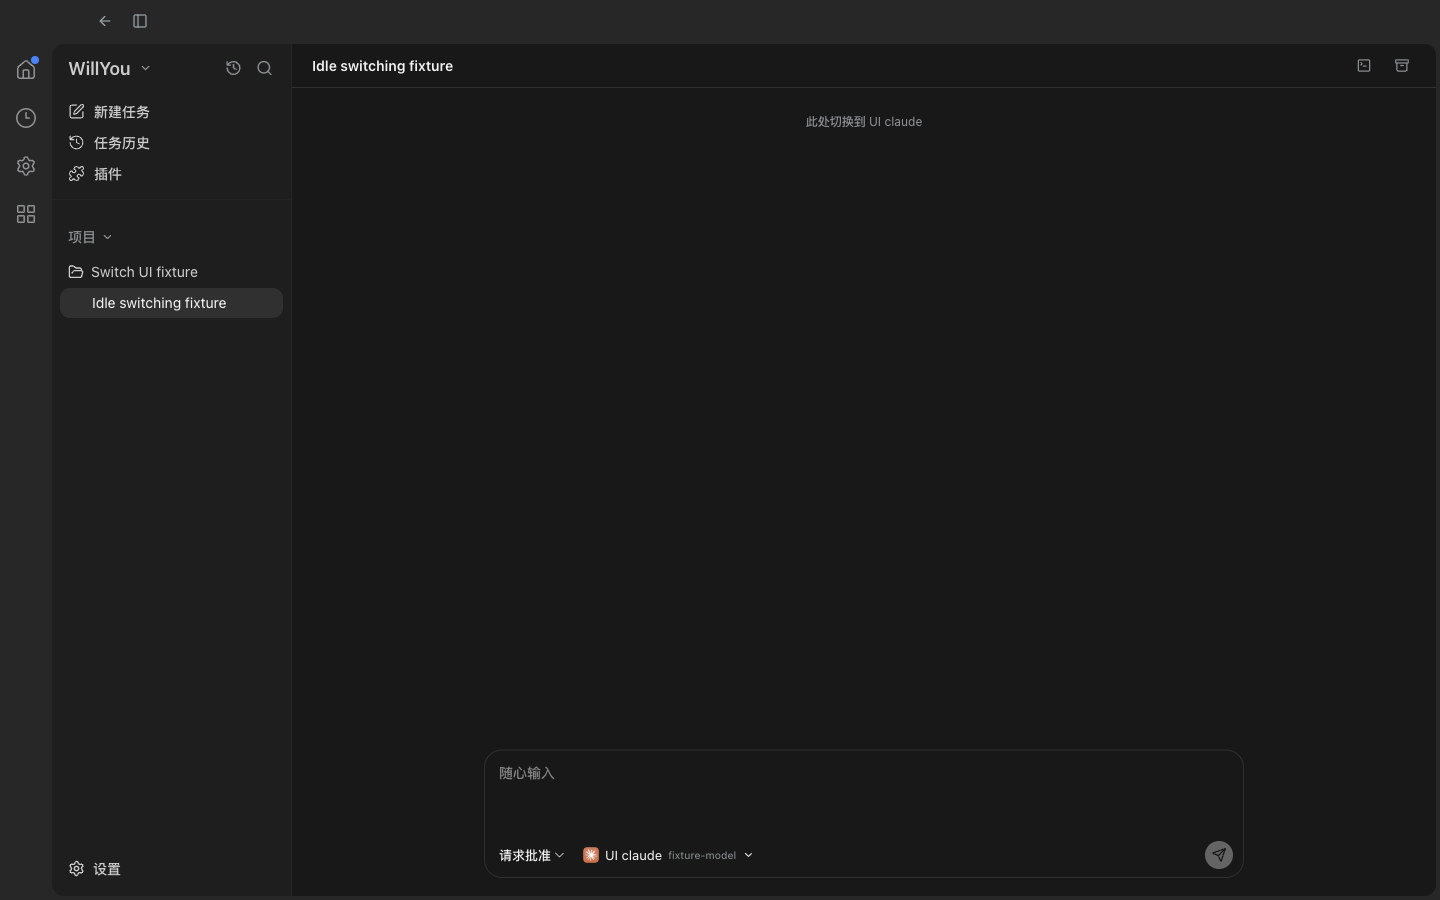 WillYou
新建任务
任务历史
插件
项目
Switch UI fixture
Idle switching fixture
设置
Idle switching fixture
此处切换到 UI claude
随心输入
请求批准
UI claude fixture-model